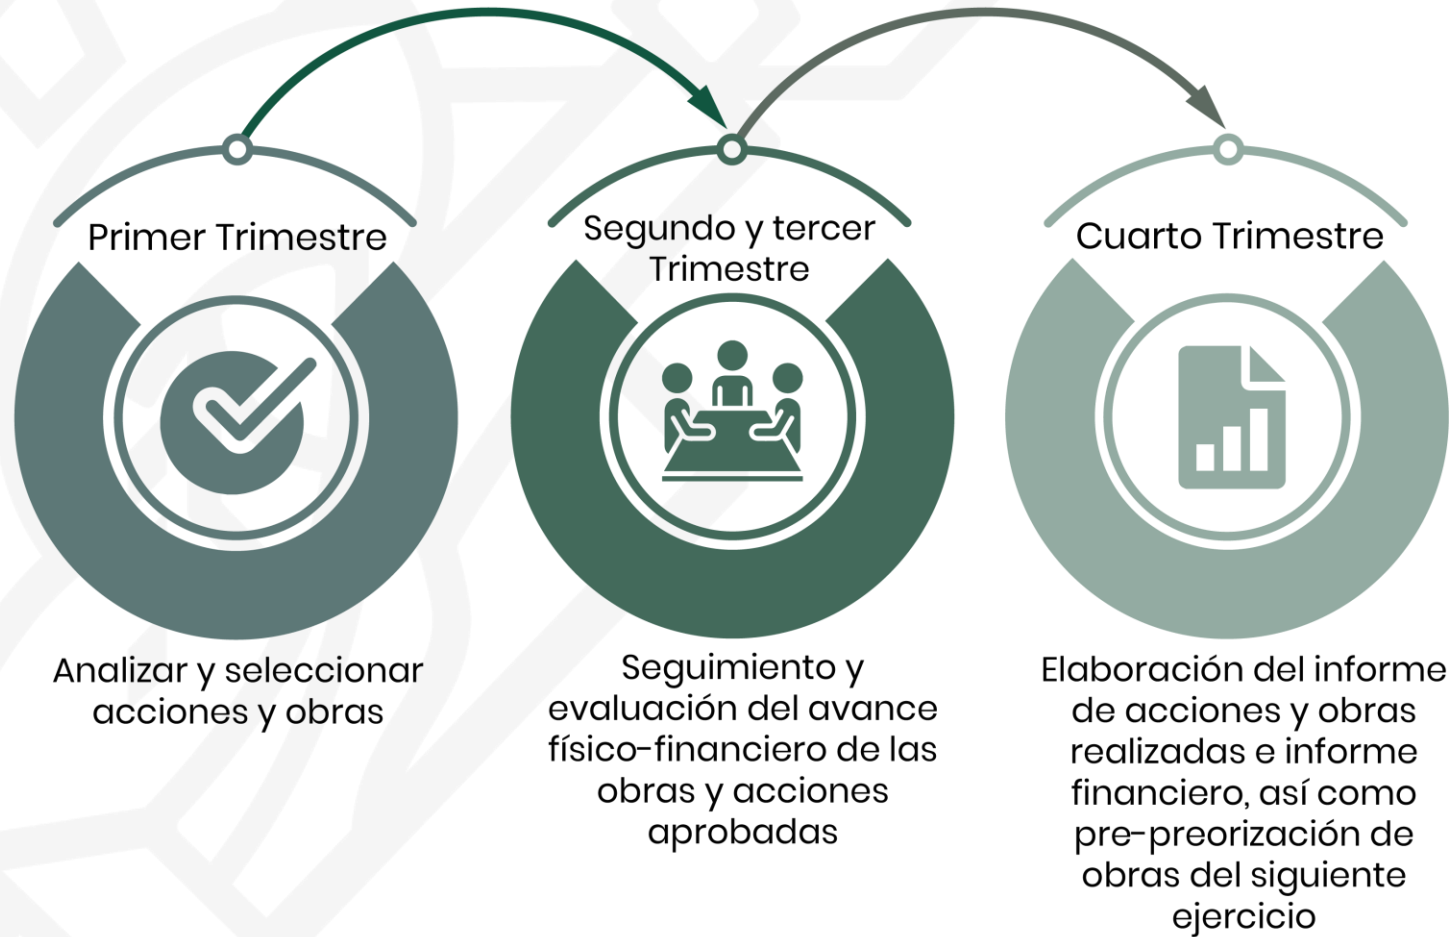 Primer Trimestre
Analizar y seleccionar
acciones y obras
Segundo y tercer
Trimestre
Seguimiento y
evaluación del avance
físico-financiero de las
obras y acciones
aprobadas
Cuarto Trimestre
Elaboración del informe
de acciones y obras
realizadas e informe
financiero, así como
pre-preorización de
obras del siguiente
ejercicio